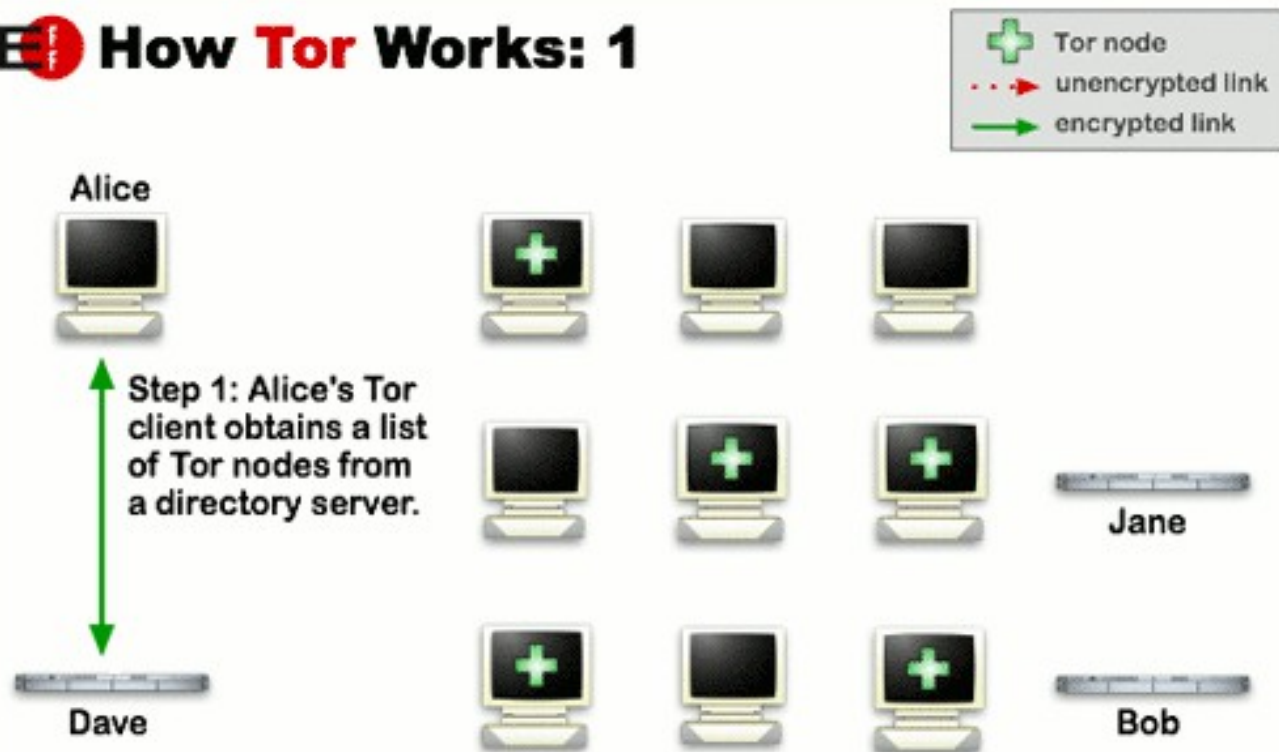 E
F
F
How Tor Works: 1
Tor node
unencrypted link
encrypted link
Alice
Step 1: Alice's Tor
client obtains a list
of Tor nodes from
a directory server.
Jane
Dave
Bob